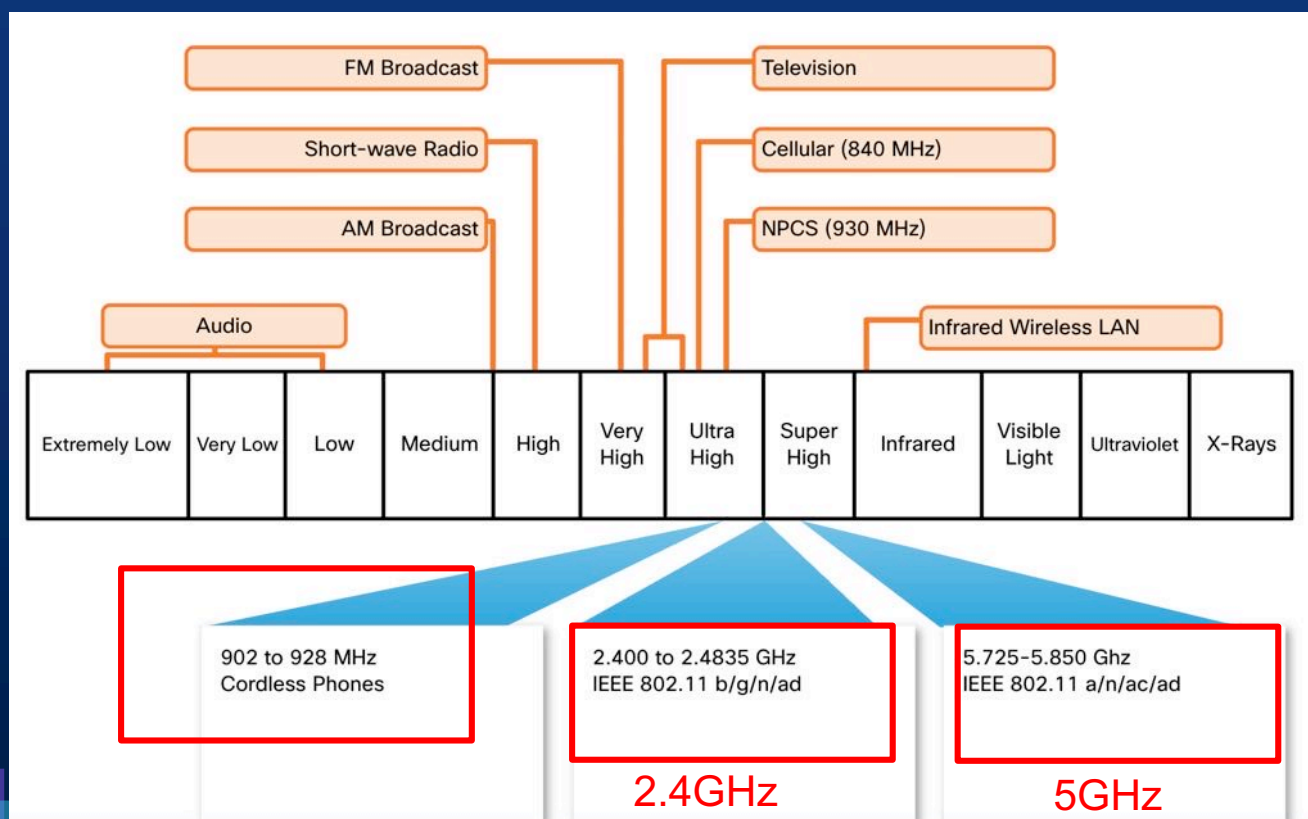 FM Broadcast
Television
Short-wave Radio
Cellular (840 MHz)
AM Broadcast
NPCS (930 MHz)
Audio
Infrared Wireless LAN
Extremely Low
Very Low
Low
Medium
High
Very
High
Ultra
High
Super
High
Infrared
Visible
Light
Ultraviolet
X-Rays
902 to 928 MHz
Cordless Phones
2.400 to 2.4835 GHz
IEEE 802.11 b/g/n/ad
5.725-5.850 Ghz
IEEE 802.11 a/n/ac/ad
2.4GHz
5GHz